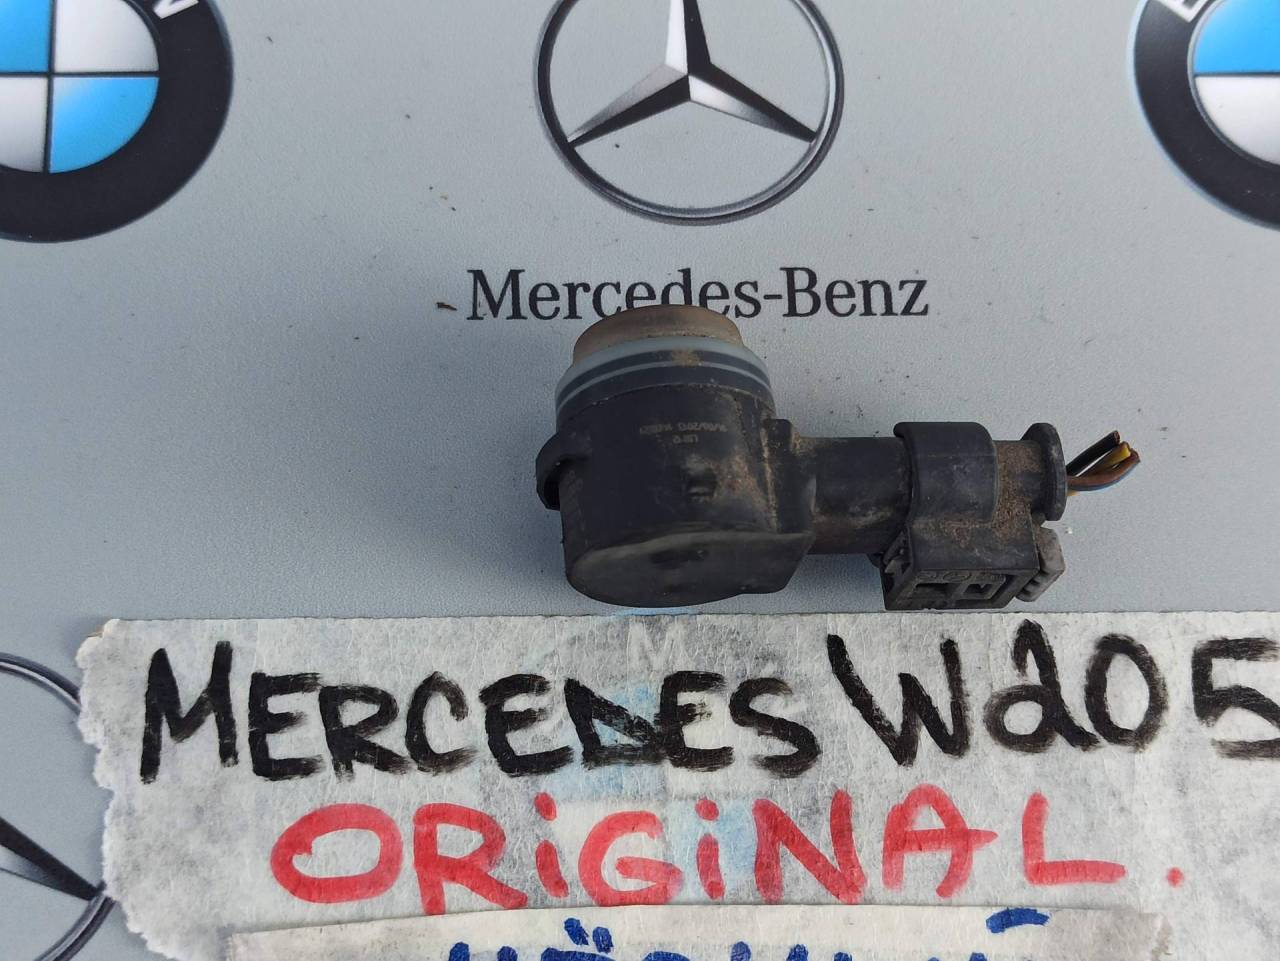 Mercedes-Benz
MERCEDES W205
ORiGiNAL.